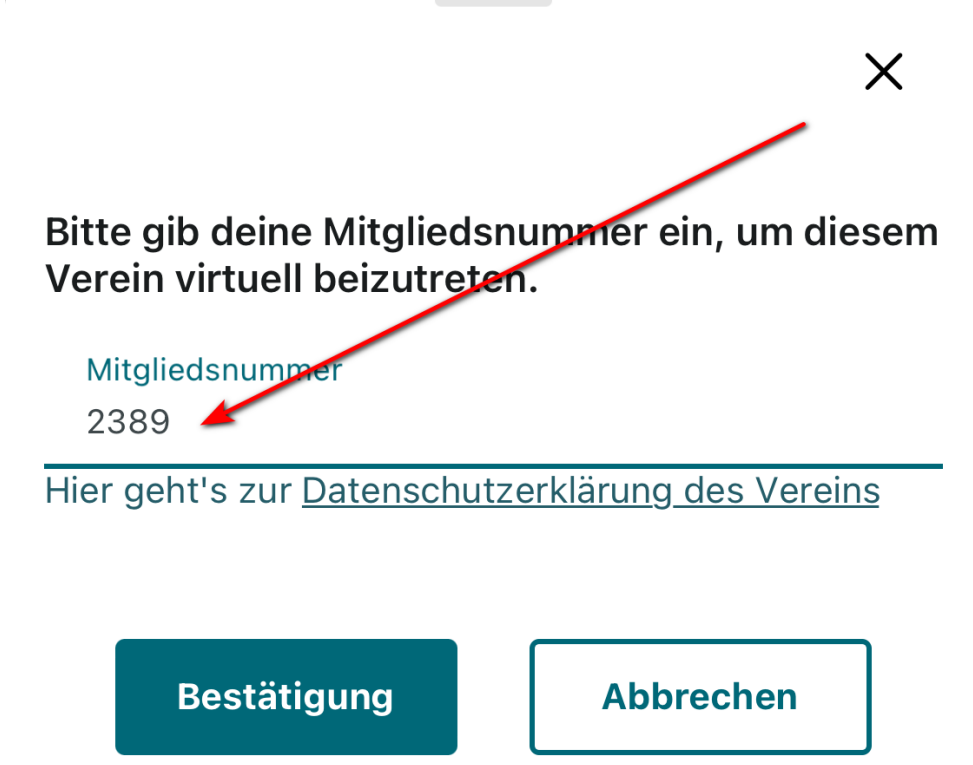 Bitte gib deine Mitgliedsnummer ein, um diesem
Verein virtuell beizutreten.
Mitgliedsnummer
2389
Hier geht's zur Datenschutzerklärung des Vereins
Bestätigung
Abbrechen